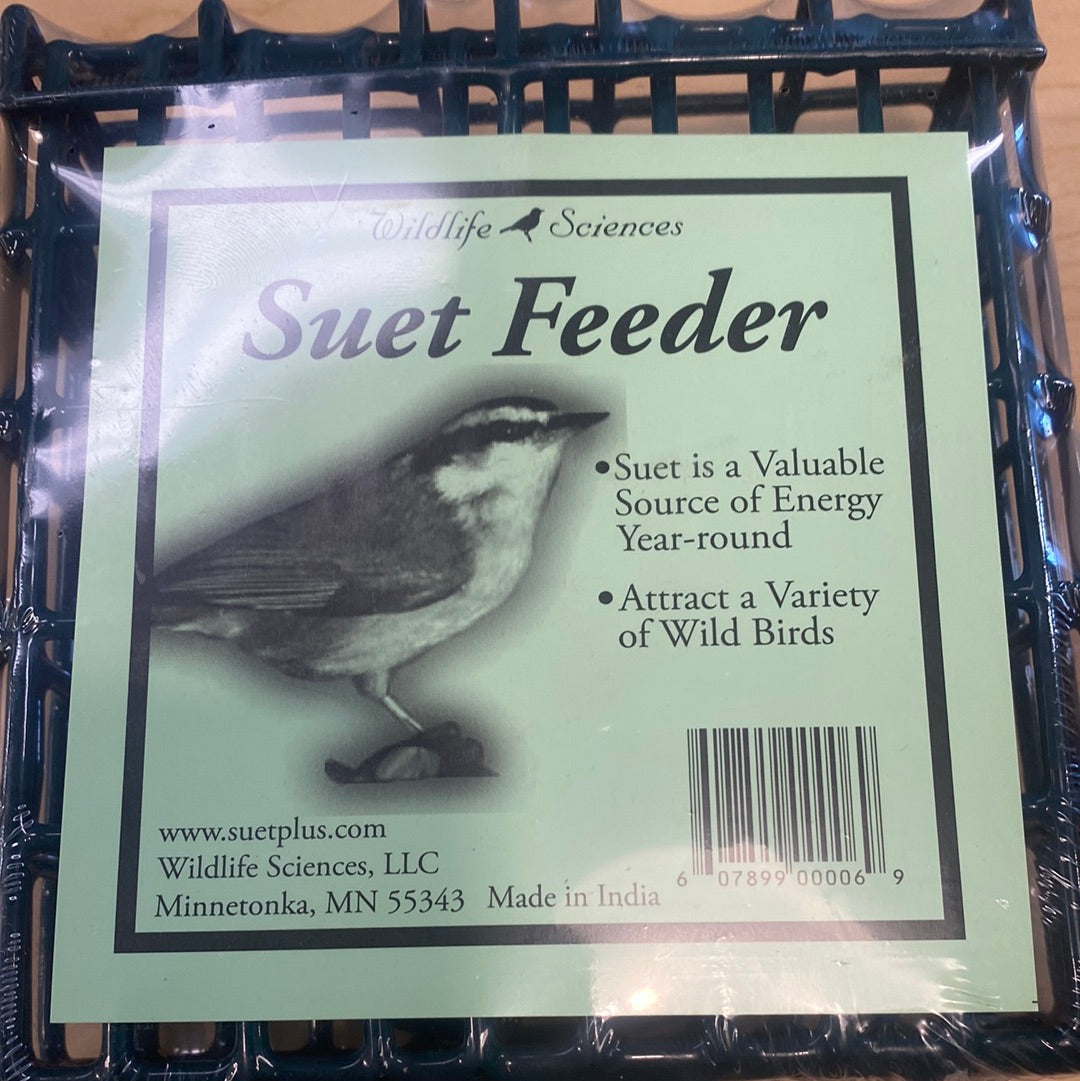 Wildlife Sciences
Suet Feeder
•Suet is a Valuable
Source of Energy
Year-round
•Attract a Variety
of Wild Birds
www.suetplus.com
Wildlife Sciences, LLC
Minnetonka, MN 55343 Made in India
6 07899 00006 9